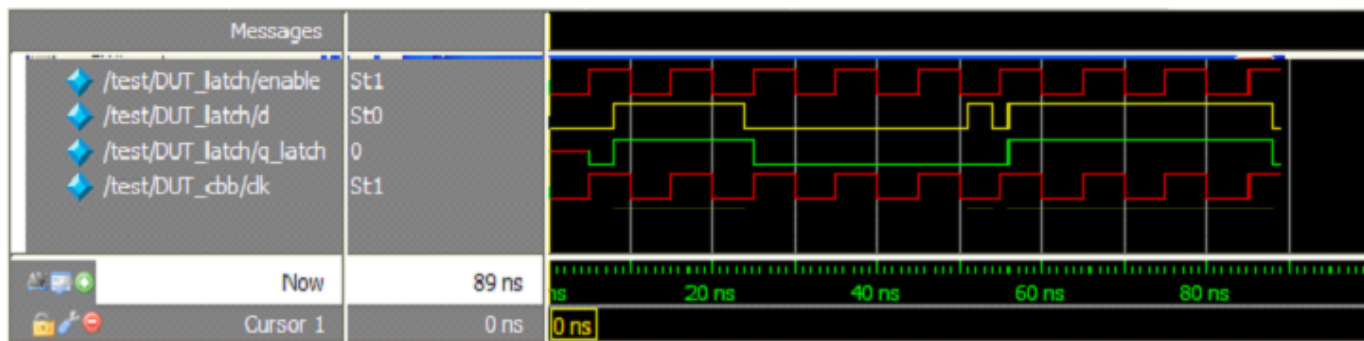 Messages
/test/DUT_latch/enable St1
/test/DUT_latch/d St0
/test/DUT_latch/q_latch 0
/test/DUT_cbb/clk St1
Now 89 ns
ns 20 ns 40 ns 60 ns 80 ns
Cursor 1 0 ns 0 ns